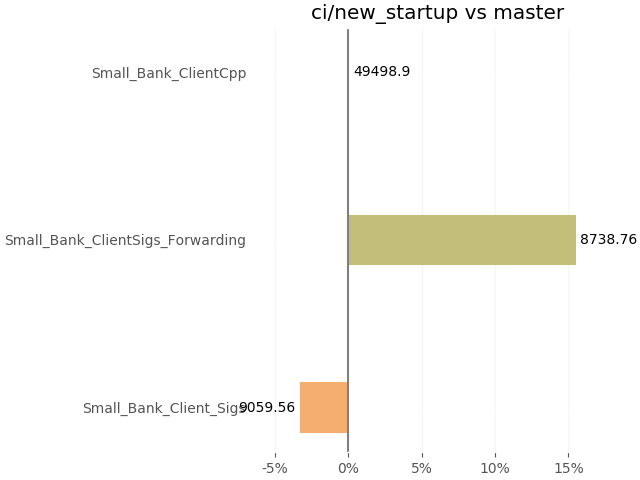 ci/new_startup vs master
Small_Bank_ClientCpp
49498.9
Small_Bank_ClientSigs_Forwarding
8738.76
Small_Bank_Client_Sigs
9059.56
-5%
0%
5%
10%
15%